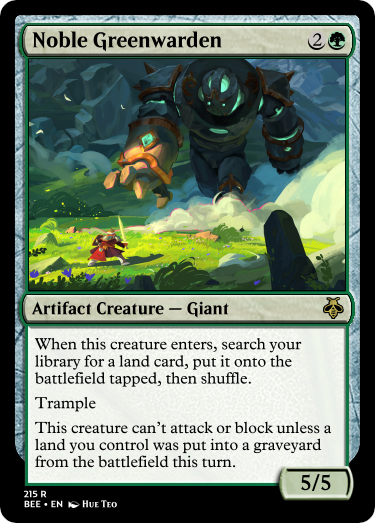 Noble Greenwarden 2
Artifact Creature — Giant
When this creature enters, search your
library for a land card, put it onto the
battlefield tapped, then shuffle.
Trample
This creature can't attack or block unless a
land you control was put into a graveyard
from the battlefield this turn.
5/5
215 R
BEE • EN Hue Teo